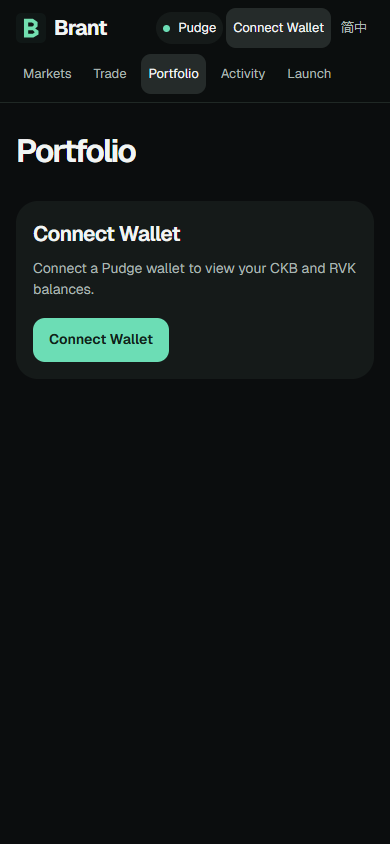 B Brant
Pudge
Connect Wallet
简中
Markets Trade Portfolio Activity Launch
Portfolio
Connect Wallet
Connect a Pudge wallet to view your CKB and RVK
balances.
Connect Wallet